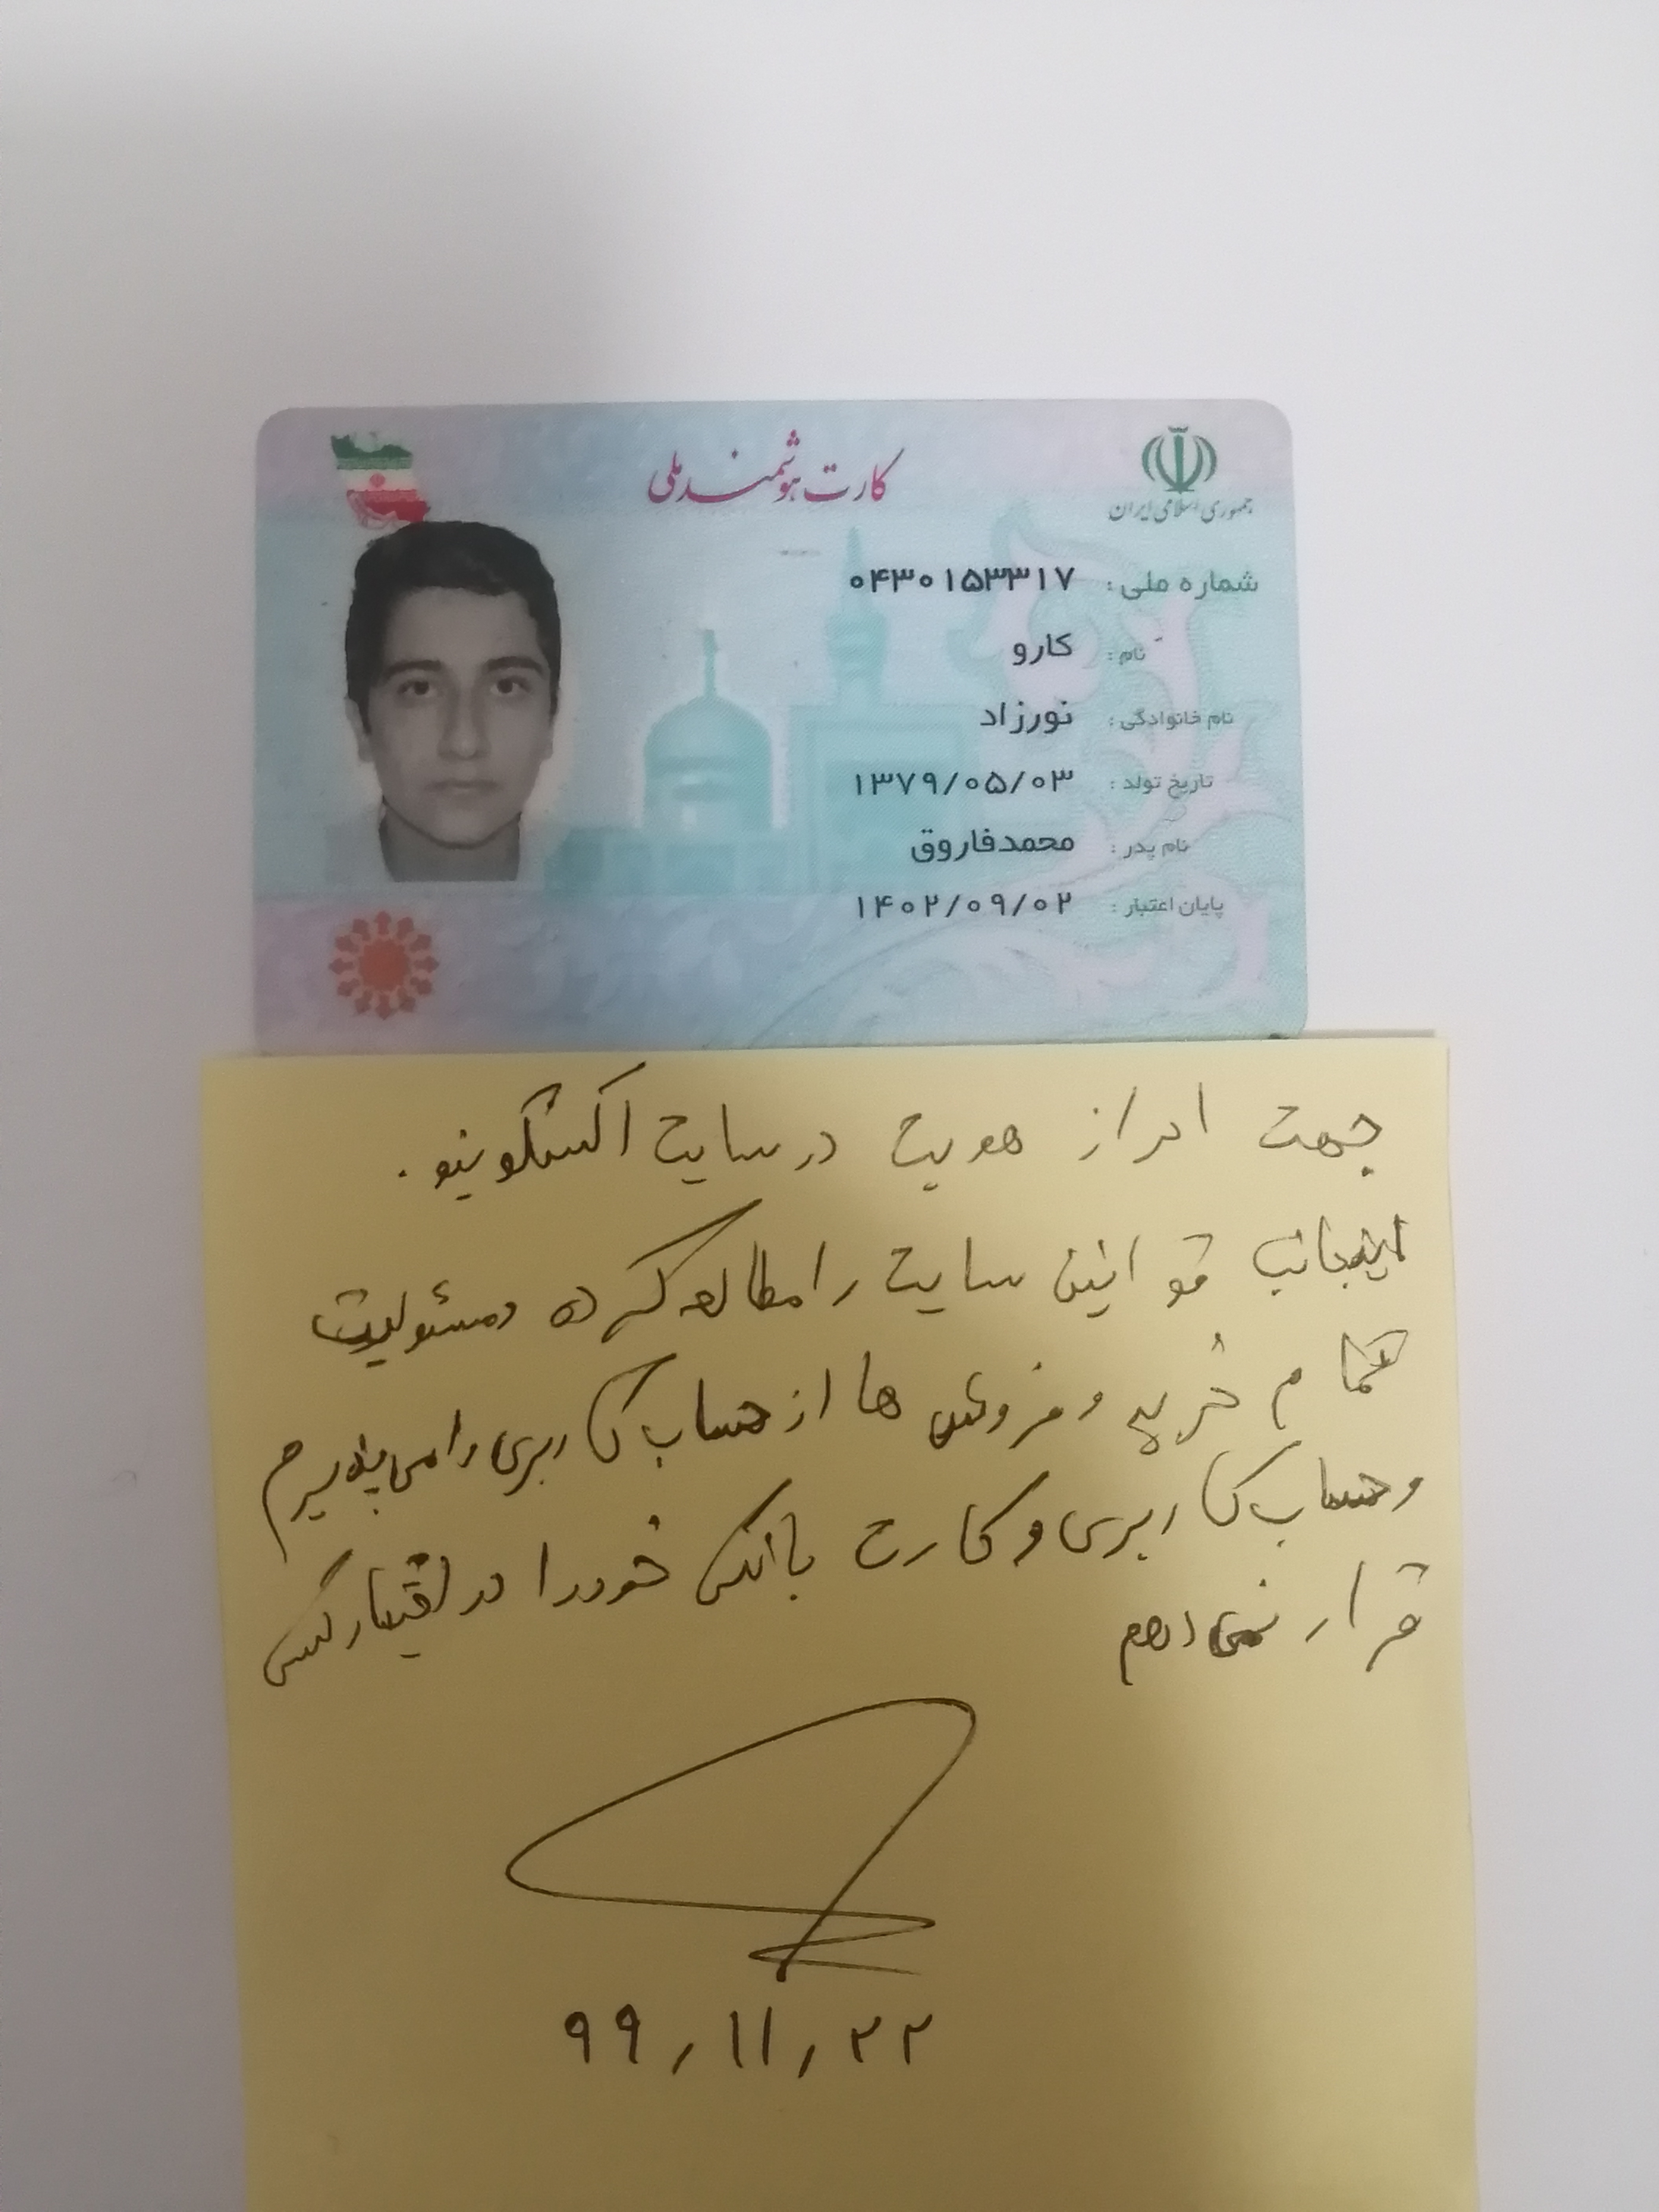 کارت هوشمند ملی
جمهوری اسلامی ایران
شماره ملی : ۰۴۳۰۱۵۳۳۱۷
نام : کارو
نام خانوادگی : نورزاد
تاریخ تولد : ۱۳۷۹/۰۵/۰۳
نام پدر : محمدفاروق
پایان اعتبار : ۱۴۰۲/۰۹/۰۲
جهت احراز هویت در سایت اکسکوینو.
اینجانب قوانین سایت را مطالعه کرده و مسئولیت
تمام خرید و فروش ها از حساب کاربری را می پذیرم
و حساب کاربری و کارت بانکی خود را در اختیار کسی
قرار نمی دهم
۹۹/۱۱/۲۲